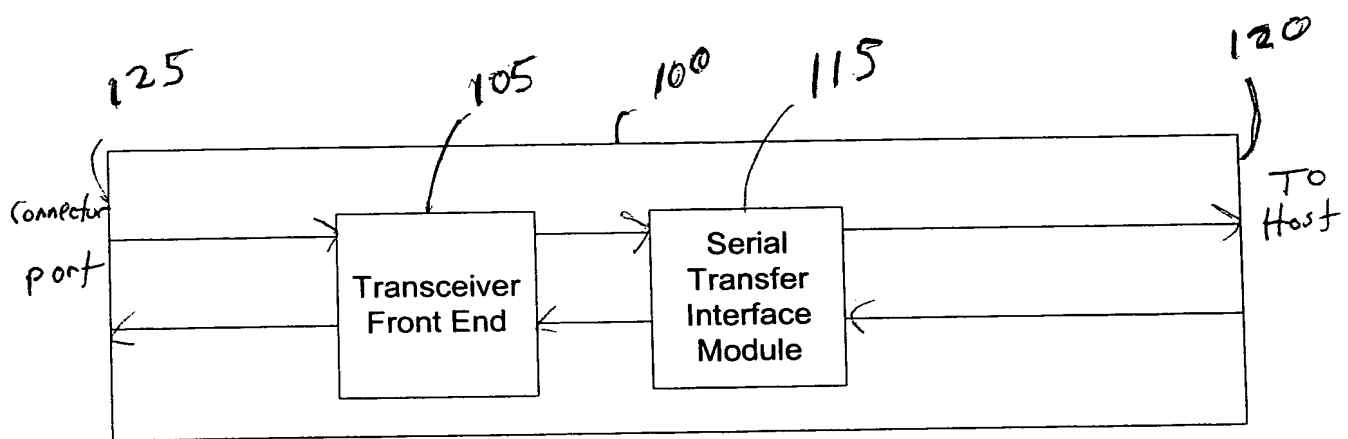 125
105
100
115
120
Connector
port
Transceiver
Front End
Serial
Transfer
Interface
Module
TO
Host